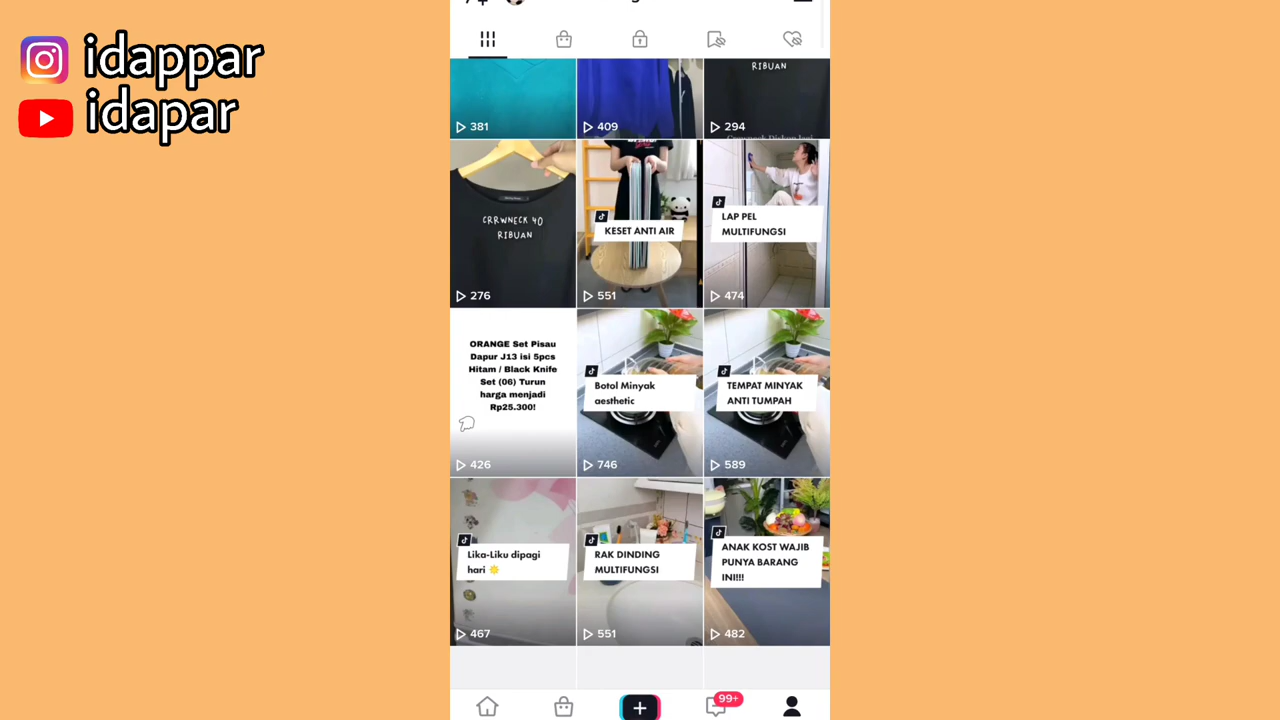 idappar
idapar
381
409
RIBUAN
294
CRRWNECK 40
RIBUAN
276
KESET ANTI AIR
551
LAP PEL
MULTIFUNGSI
474
ORANGE Set Pisau
Dapur J13 isi 5pcs
Hitam / Black Knife
Set (06) Turun
harga menjadi
Rp25.300!
426
Botol Minyak
aesthetic
746
TEMPAT MINYAK
ANTI TUMPAH
589
Lika-Liku dipagi
hari ☀️
467
RAK DINDING
MULTIFUNGSI
551
ANAK KOST WAJIB
PUNYA BARANG
INI!!!
482
99+